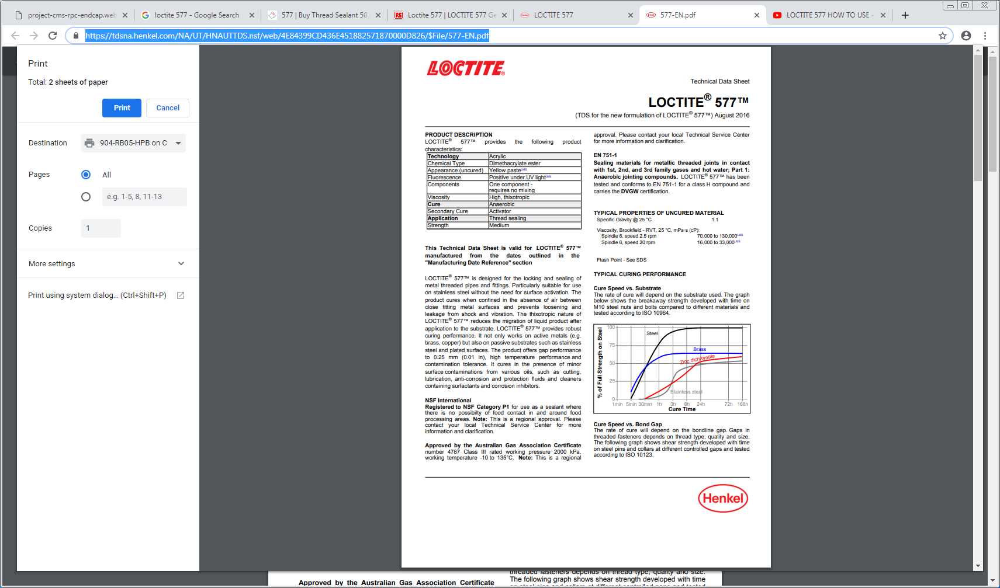 project-cms-rpc-endcap.web
loctite 577 - Google Search
577 | Buy Thread Sealant 50
Loctite 577 | LOCTITE 577 Ge
LOCTITE 577
577-EN.pdf
LOCTITE 577 HOW TO USE -
https://tdsna.henkel.com/NA/UT/HNAUTTDS.nsf/web/4E84399CD436E451882571870000D826/$File/577-EN.pdf
Print
Total: 2 sheets of paper
Print
Cancel
Destination
904-RB05-HPB on C
Pages
All
e.g. 1-5, 8, 11-13
Copies
1
More settings
Print using system dialog... (Ctrl+Shift+P)
LOCTITE®
Technical Data Sheet
LOCTITE® 577™
(TDS for the new formulation of LOCTITE® 577™) August 2016
PRODUCT DESCRIPTION
LOCTITE® 577™ provides the following product
characteristics:
Technology Acrylic
Chemical Type Dimethacrylate ester
Appearance (uncured) Yellow pasteLMS
Fluorescence Positive under UV lightLMS
Components One component -
requires no mixing
Viscosity High, thixotropic
Cure Anaerobic
Secondary Cure Activator
Application Thread sealing
Strength Medium
This Technical Data Sheet is valid for LOCTITE® 577™
manufactured from the dates outlined in the
"Manufacturing Date Reference" section
LOCTITE® 577™ is designed for the locking and sealing of
metal threaded pipes and fittings. Particularly suitable for use
on stainless steel without the need for surface activation. The
product cures when confined in the absence of air between
close fitting metal surfaces and prevents loosening and
leakage from shock and vibration. The thixotropic nature of
LOCTITE® 577™ reduces the migration of liquid product after
application to the substrate. LOCTITE® 577™ provides robust
curing performance. It not only works on active metals (e.g.
brass, copper) but also on passive substrates such as stainless
steel and plated surfaces. The product offers gap performance
to 0.25 mm (0.01 in), high temperature performance and
contamination tolerance. It cures in the presence of minor
surface contaminations from various oils, such as cutting,
lubrication, anti-corrosion and protection fluids and cleaners
containing surfactants and corrosion inhibitors.
NSF International
Registered to NSF Category P1 for use as a sealant where
there is no possibilty of food contact in and around food
processing areas. Note: This is a regional approval. Please
contact your local Technical Service Center for more
information and clarification.
Approved by the Australian Gas Association Certificate
number 4787 Class III rated working pressure 2000 kPa,
working temperature -10 to 135°C. Note: This is a regional
approval. Please contact your local Technical Service Center
for more information and clarification.
EN 751-1
Sealing materials for metallic threaded joints in contact
with 1st, 2nd, and 3rd family gases and hot water; Part 1:
Anaerobic jointing compounds. LOCTITE® 577™ has been
tested and conforms to EN 751-1 for a class H compound and
carries the DVGW certification.
TYPICAL PROPERTIES OF UNCURED MATERIAL
Specific Gravity @ 25 °C 1.1
Viscosity, Brookfield - RVT, 25 °C, mPa·s (cP):
Spindle 6, speed 2.5 rpm 70,000 to 130,000LMS
Spindle 6, speed 20 rpm 16,000 to 33,000LMS
Flash Point - See SDS
TYPICAL CURING PERFORMANCE
Cure Speed vs. Substrate
The rate of cure will depend on the substrate used. The graph
below shows the breakaway strength developed with time on
M10 steel nuts and bolts compared to different materials and
tested according to ISO 10964.
% of Full Strength on Steel
100
75
50
25
0
Steel
Brass
Zinc dichromate
Stainless steel
1min 5min 30min 1h 3h 6h 24h 72h 168h
Cure Time
Cure Speed vs. Bond Gap
The rate of cure will depend on the bondline gap. Gaps in
threaded fasteners depends on thread type, quality and size.
The following graph shows shear strength developed with time
on steel pins and collars at different controlled gaps and tested
according to ISO 10123.
Henkel
Approved by the Australian Gas Association Certificate
threaded fasteners depends on thread type, quality and size.
The following graph shows shear strength developed with time
on steel pins and collars at different controlled gaps and tested